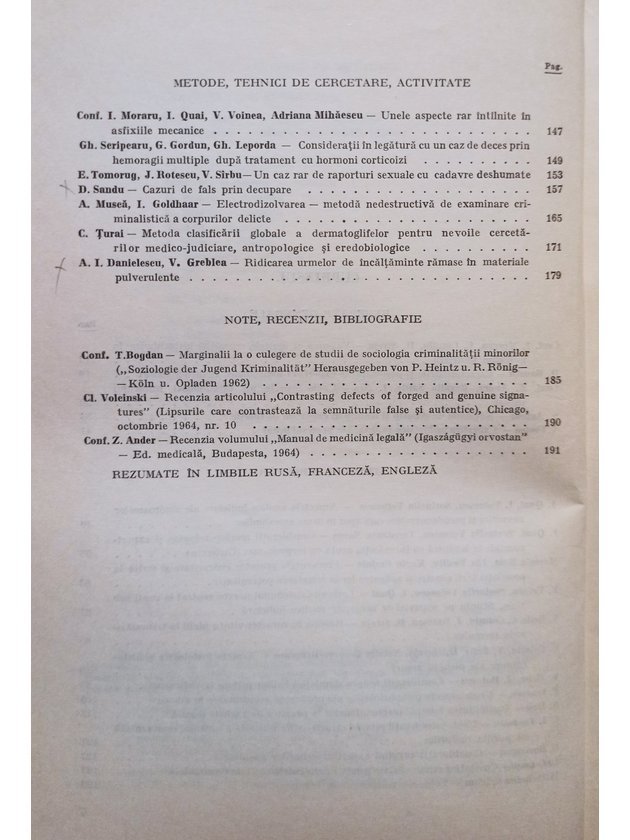 Pag.
METODE, TEHNICI DE CERCETARE, ACTIVITATE
Conf. I. Moraru, I. Quai, V. Voinea, Adriana Mihăescu — Unele aspecte rar întîlnite în
asfixiile mecanice . . . . . . . . . . . . . . . . . . . . . . . . 147
Gh. Scripcaru, G. Gordun, Gh. Leporda — Considerații în legătură cu un caz de deces prin
hemoragii multiple după tratament cu hormoni corticoizi . . . . . . . . 149
E. Tomorug, J. Rotescu, V. Sîrbu — Un caz rar de raporturi sexuale cu cadavre deshumate 153
D. Sandu — Cazuri de fals prin decupare . . . . . . . . . . . . . . . . 157
A. Muscă, I. Goldhaar — Electrodizolvarea — metodă nedestructivă de examinare cri-
minalistică a corpurilor delicte . . . . . . . . . . . . . . . . . . 165
C. Țurai — Metoda clasificării globale a dermatoglifelor pentru nevoile cercetă-
rilor medico-judiciare, antropologice și eredobiologice . . . . . . . . . 171
A. I. Danielescu, V. Greblea — Ridicarea urmelor de încălțăminte rămase în materiale
pulverulente . . . . . . . . . . . . . . . . . . . . . . . . . . 179
NOTE, RECENZII, BIBLIOGRAFIE
Conf. T. Bogdan — Marginalii la o culegere de studii de sociologia criminalității minorilor
(„Soziologie der Jugend Kriminalität” Herausgegeben von P. Heintz u. R. Rönig—
— Köln u. Opladen 1962) . . . . . . . . . . . . . . . . . . . . 185
Cl. Voleinski — Recenzia articolului „Contrasting defects of forged and genuine signa-
tures” (Lipsurile care contrastează la semnăturile false și autentice), Chicago,
octombrie 1964, nr. 10 . . . . . . . . . . . . . . . . . . . . . 190
Conf. Z. Ander — Recenzia volumului „Manual de medicină legală” (Igaszágügyi orvostan”
— Ed. medicală, Budapesta, 1964) . . . . . . . . . . . . . . . . . 191
REZUMATE ÎN LIMBILE RUSĂ, FRANCEZĂ, ENGLEZĂ